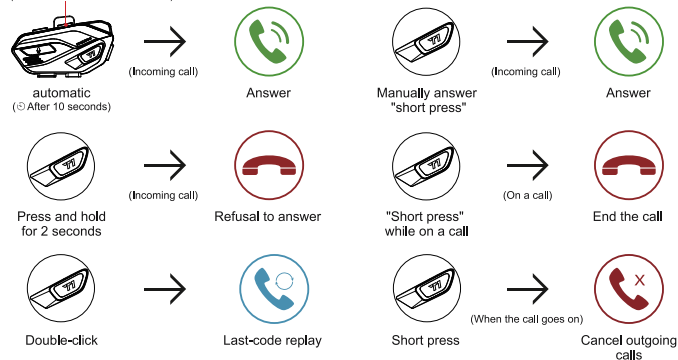 (Incoming call)
(Incoming call)
automatic
(After 10 seconds)
Answer
Manually answer
"short press"
Answer
(Incoming call)
(On a call)
Press and hold
for 2 seconds
Refusal to answer
"Short press"
while on a call
End the call
(When the call goes on)
Double-click
Last-code replay
Short press
Cancel outgoing
calls